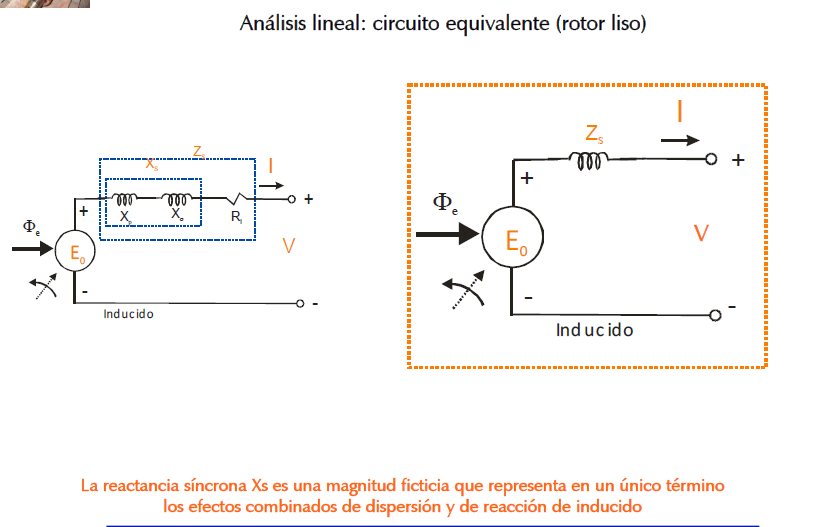 Análisis lineal: circuito equivalente (rotor liso)
Zs
Xs
I
+
+
Xp
Xσ
Ri
Φe
E0
V
-
-
Inducido
I
Zs
+
+
Φe
E0
V
-
-
Inducido
La reactancia síncrona Xs es una magnitud ficticia que representa en un único término
los efectos combinados de dispersión y de reacción de inducido